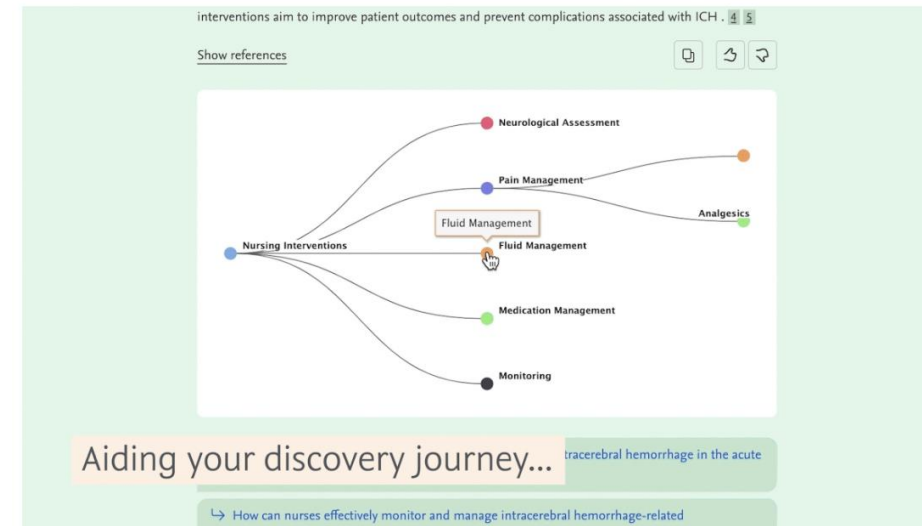 interventions aim to improve patient outcomes and prevent complications associated with ICH . 4 5
Show references
Neurological Assessment
Pain Management
Analgesics
Fluid Management
Nursing Interventions
Fluid Management
Medication Management
Monitoring
Aiding your discovery journey...
tracerebral hemorrhage in the acute
↳ How can nurses effectively monitor and manage intracerebral hemorrhage-related